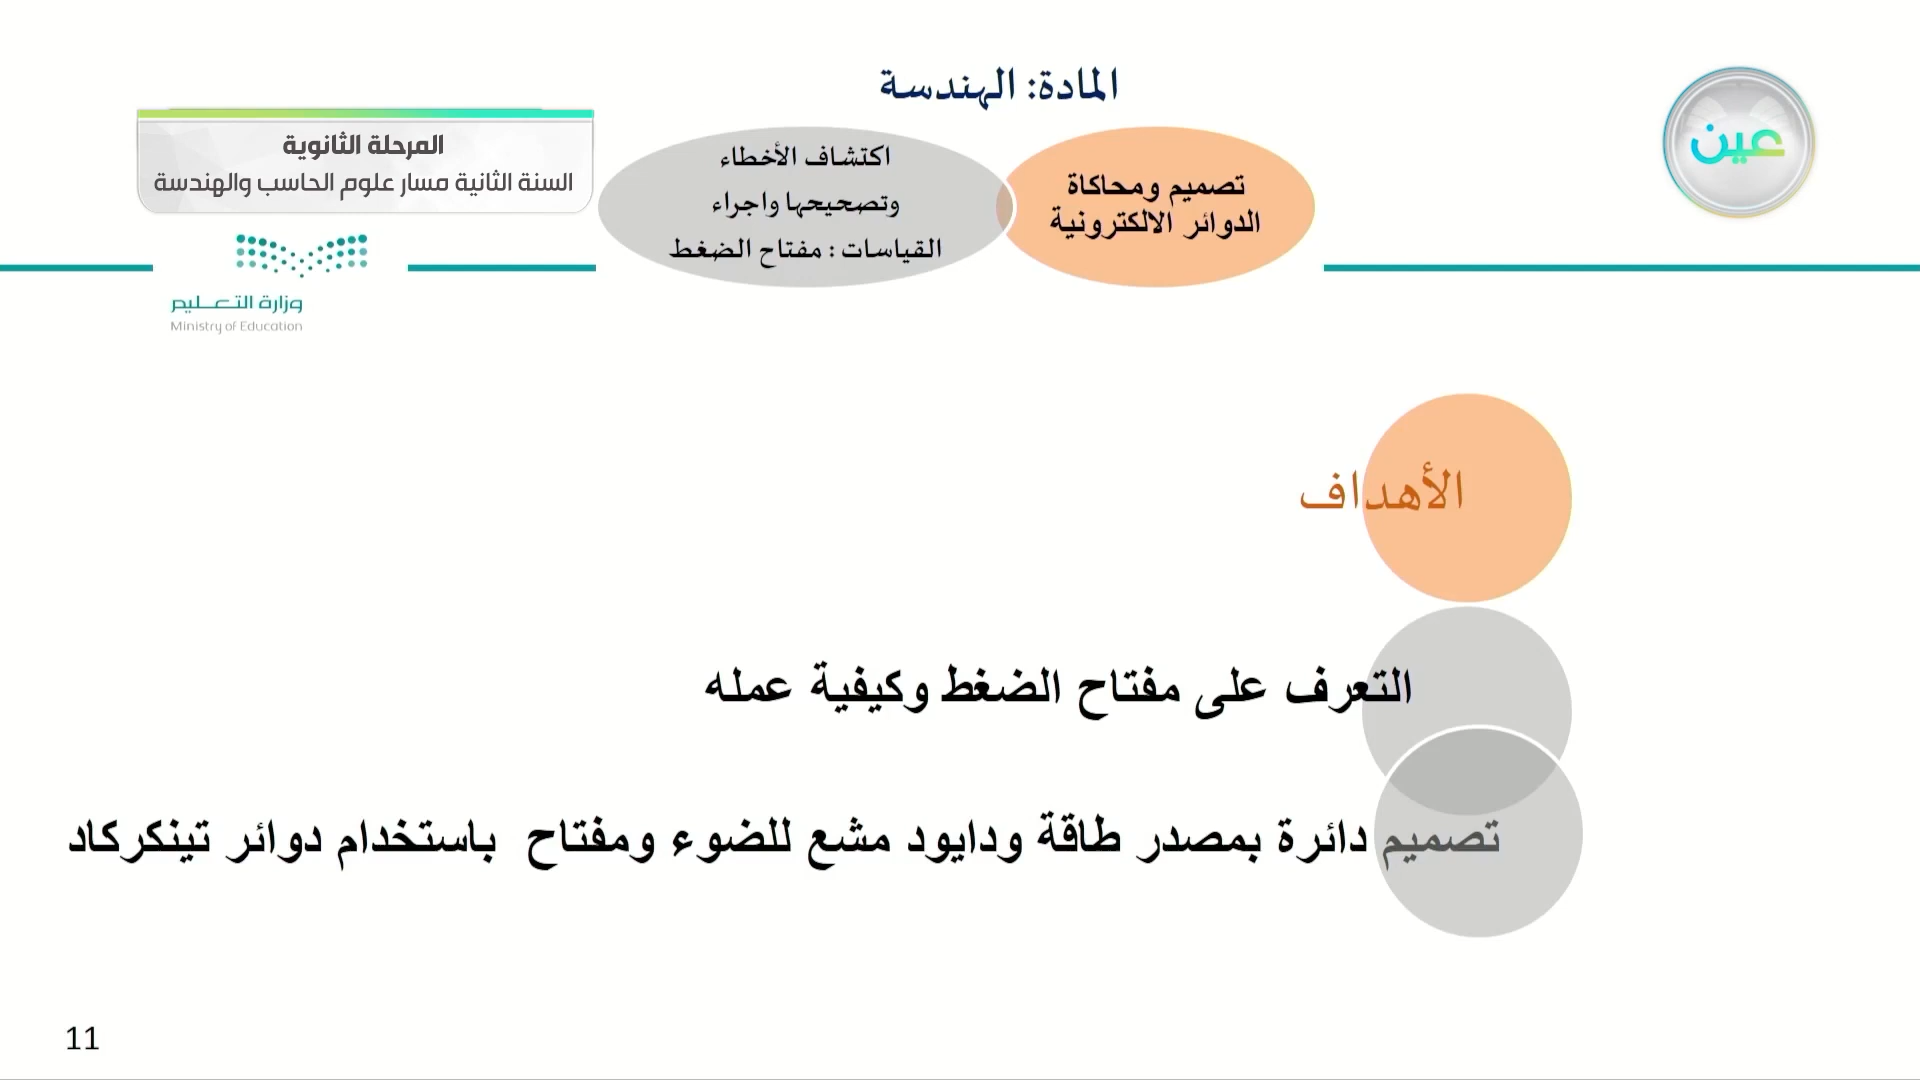 المادة: الهندسة
عين
المرحلة الثانوية
السنة الثانية مسار علوم الحاسب والهندسة
تصميم ومحاكاة
الدوائر الالكترونية
اكتشاف الأخطاء
وتصحيحها واجراء
القياسات : مفتاح الضغط
وزارة التعليم
Ministry of Education
الأهداف
التعرف على مفتاح الضغط وكيفية عمله
تصميم دائرة بمصدر طاقة ودايود مشع للضوء ومفتاح باستخدام دوائر تينكركاد
11